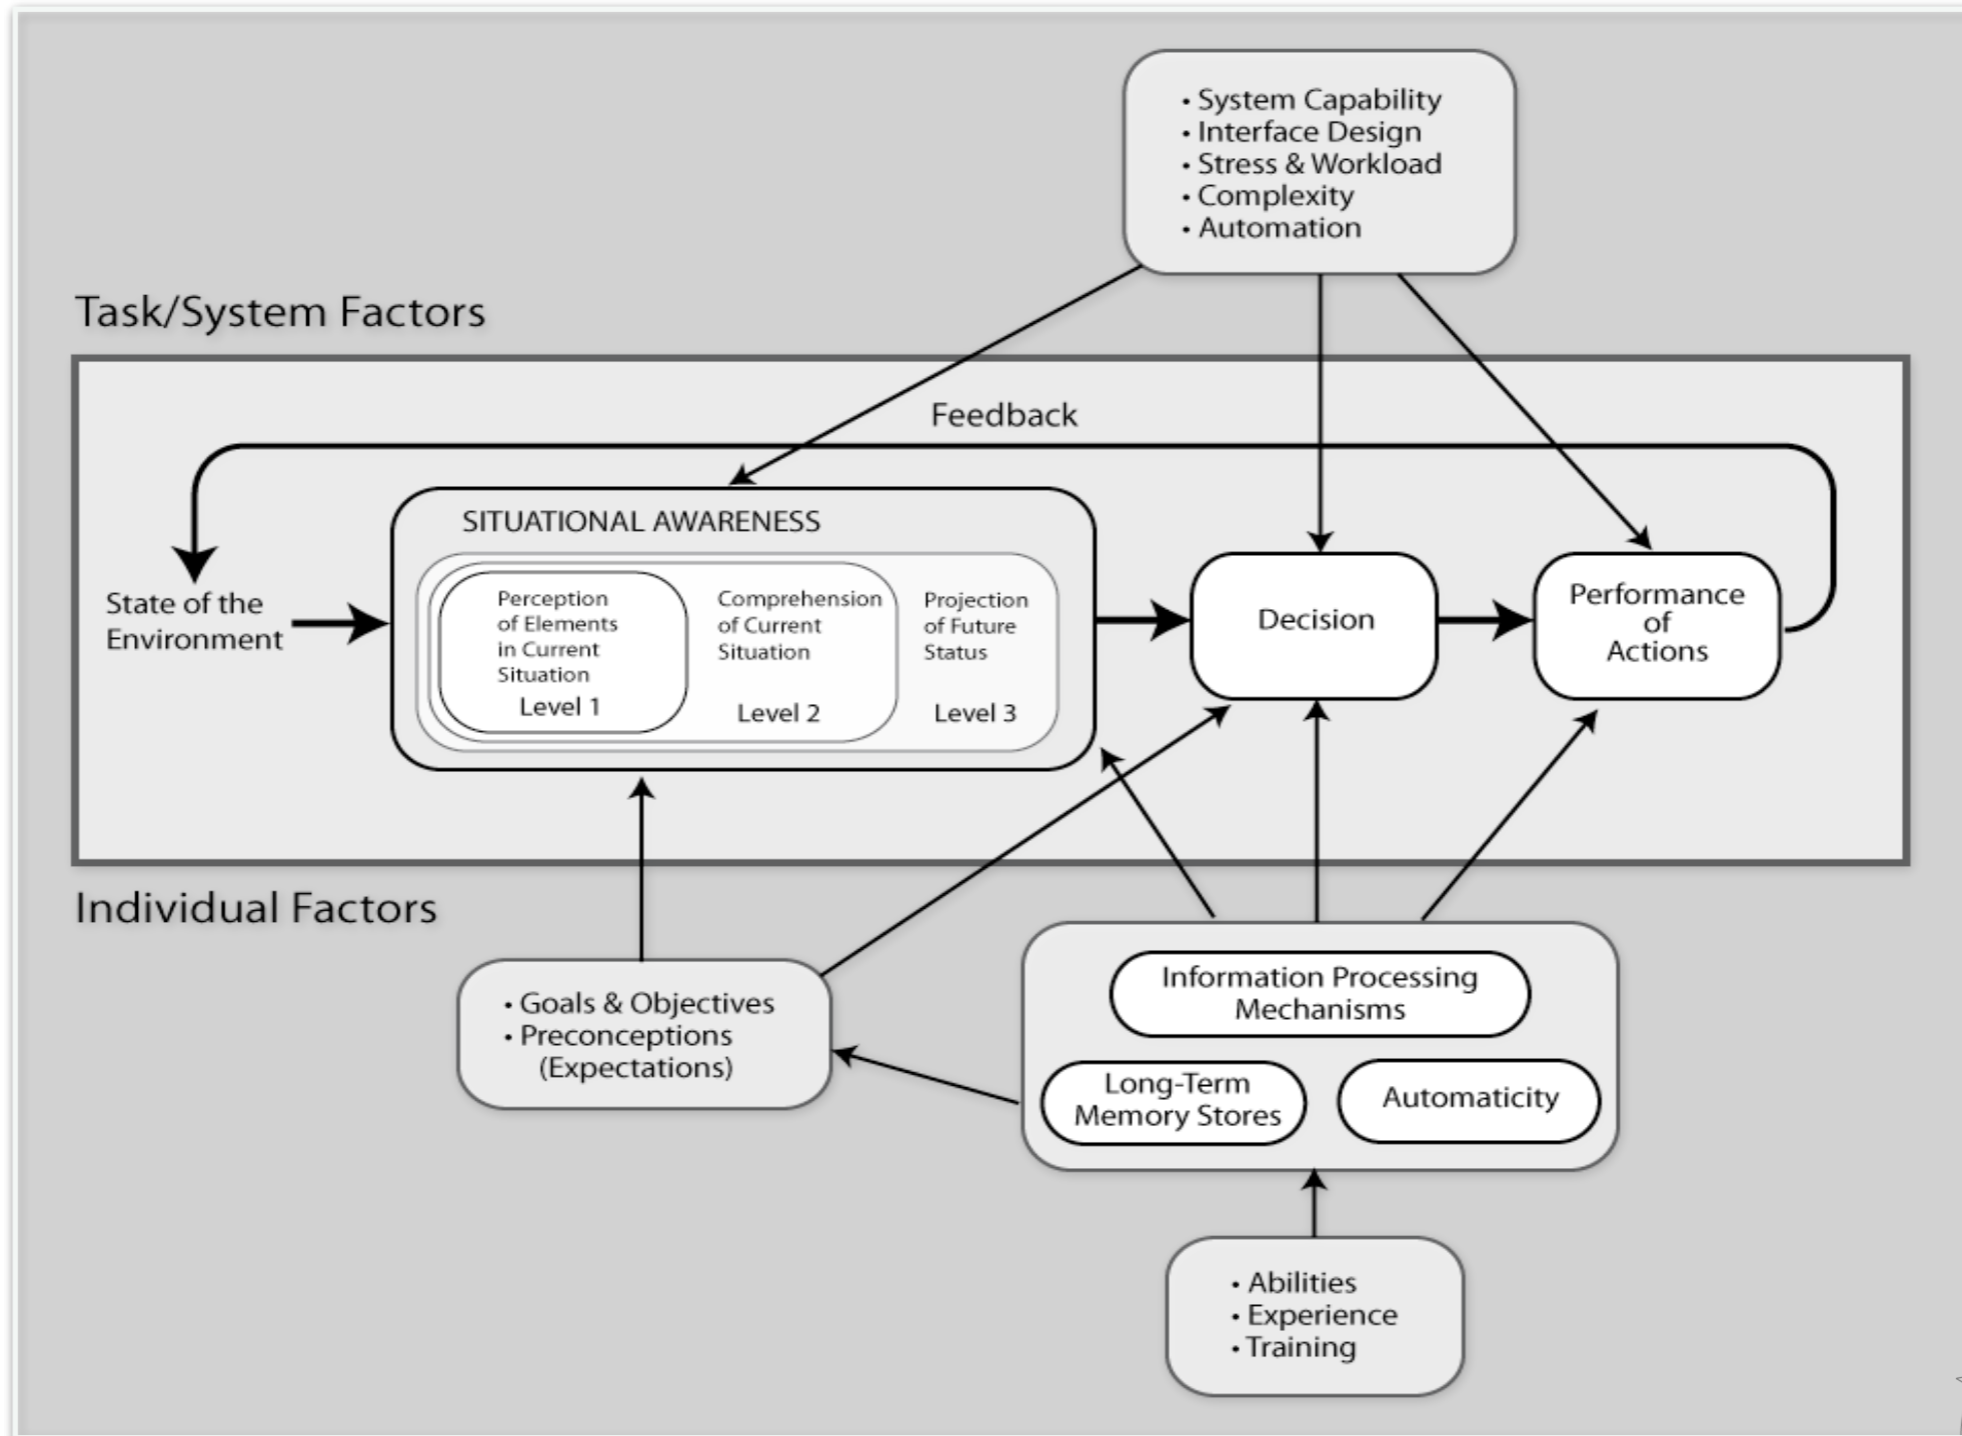 • System Capability
• Interface Design
• Stress & Workload
• Complexity
• Automation
Task/System Factors
Feedback
SITUATIONAL AWARENESS
State of the
Environment
Perception
of Elements
in Current
Situation
Level 1
Comprehension
of Current
Situation
Level 2
Projection
of Future
Status
Level 3
Decision
Performance
of
Actions
Individual Factors
• Goals & Objectives
• Preconceptions
(Expectations)
Information Processing
Mechanisms
Long-Term
Memory Stores
Automaticity
• Abilities
• Experience
• Training